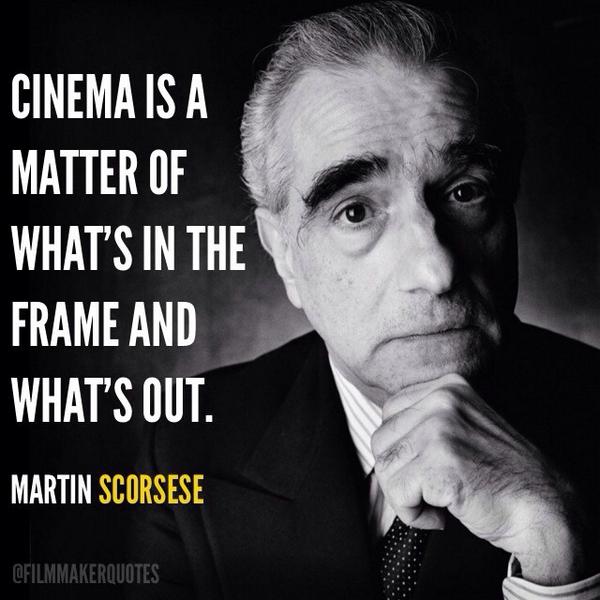 CINEMA IS A
MATTER OF
WHAT'S IN THE
FRAME AND
WHAT'S OUT.
MARTIN SCORSESE
@FILMMAKERQUOTES